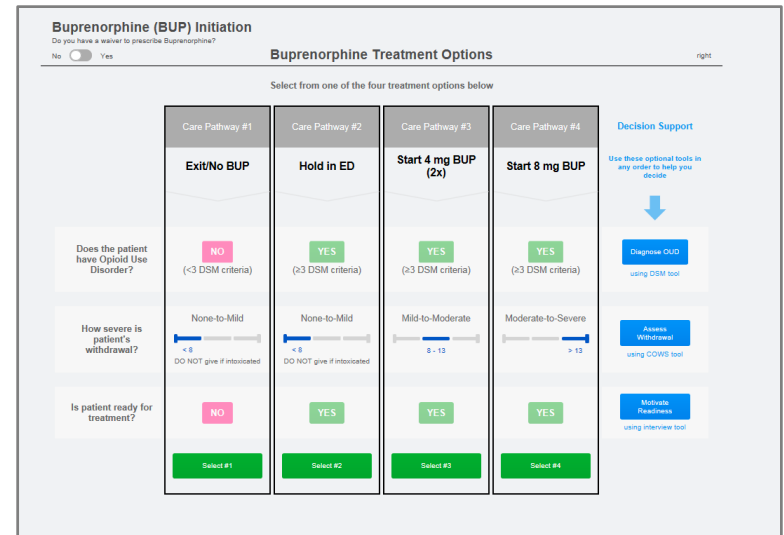 Buprenorphine (BUP) Initiation
Do you have a waiver to prescribe Buprenorphine?
No Yes
Buprenorphine Treatment Options
right
Select from one of the four treatment options below
Care Pathway #1
Care Pathway #2
Care Pathway #3
Care Pathway #4
Decision Support
Exit/No BUP
Hold in ED
Start 4 mg BUP
(2x)
Start 8 mg BUP
Use these optional tools in
any order to help you
decide
Does the patient
have Opioid Use
Disorder?
NO
(<3 DSM criteria)
YES
(≥3 DSM criteria)
YES
(≥3 DSM criteria)
YES
(≥3 DSM criteria)
Diagnose OUD
using DSM tool
How severe is
patient's
withdrawal?
None-to-Mild
< 8
DO NOT give if intoxicated
None-to-Mild
< 8
DO NOT give if intoxicated
Mild-to-Moderate
8 - 13
Moderate-to-Severe
> 13
Assess
Withdrawal
using COWS tool
Is patient ready for
treatment?
NO
YES
YES
YES
Motivate
Readiness
using interview tool
Select #1
Select #2
Select #3
Select #4